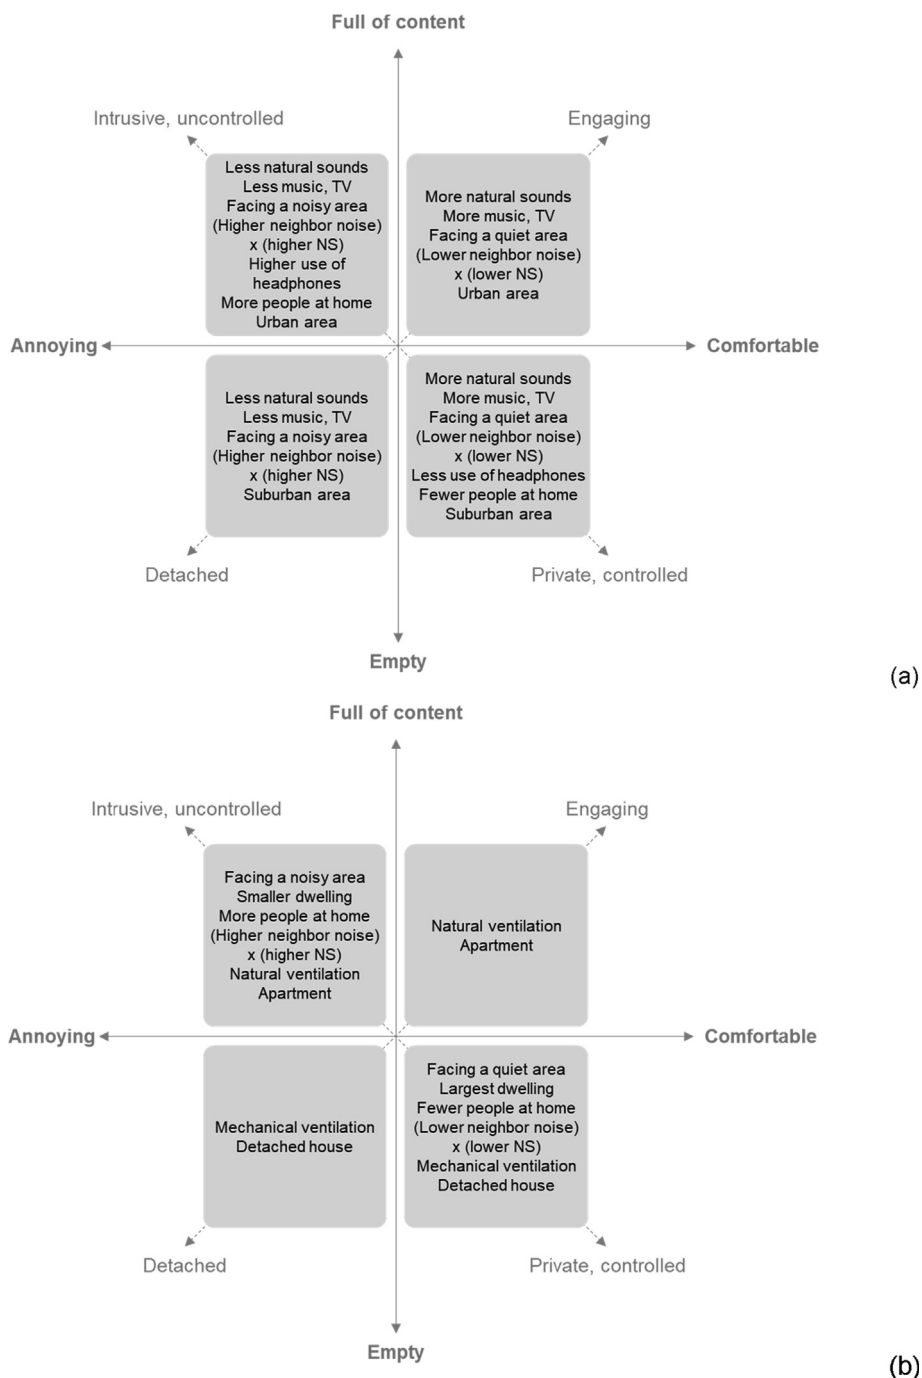 Full of content
Intrusive, uncontrolled
Engaging
Less natural sounds
Less music, TV
Facing a noisy area
(Higher neighbor noise)
x (higher NS)
Higher use of
headphones
More people at home
Urban area
More natural sounds
More music, TV
Facing a quiet area
(Lower neighbor noise)
x (lower NS)
Urban area
Annoying
Comfortable
Less natural sounds
Less music, TV
Facing a noisy area
(Higher neighbor noise)
x (higher NS)
Suburban area
More natural sounds
More music, TV
Facing a quiet area
(Lower neighbor noise)
x (lower NS)
Less use of headphones
Fewer people at home
Suburban area
Detached
Private, controlled
Empty
(a)
Full of content
Intrusive, uncontrolled
Engaging
Facing a noisy area
Smaller dwelling
More people at home
(Higher neighbor noise)
x (higher NS)
Natural ventilation
Apartment
Natural ventilation
Apartment
Annoying
Comfortable
Mechanical ventilation
Detached house
Facing a quiet area
Largest dwelling
Fewer people at home
(Lower neighbor noise)
x (lower NS)
Mechanical ventilation
Detached house
Detached
Private, controlled
Empty
(b)